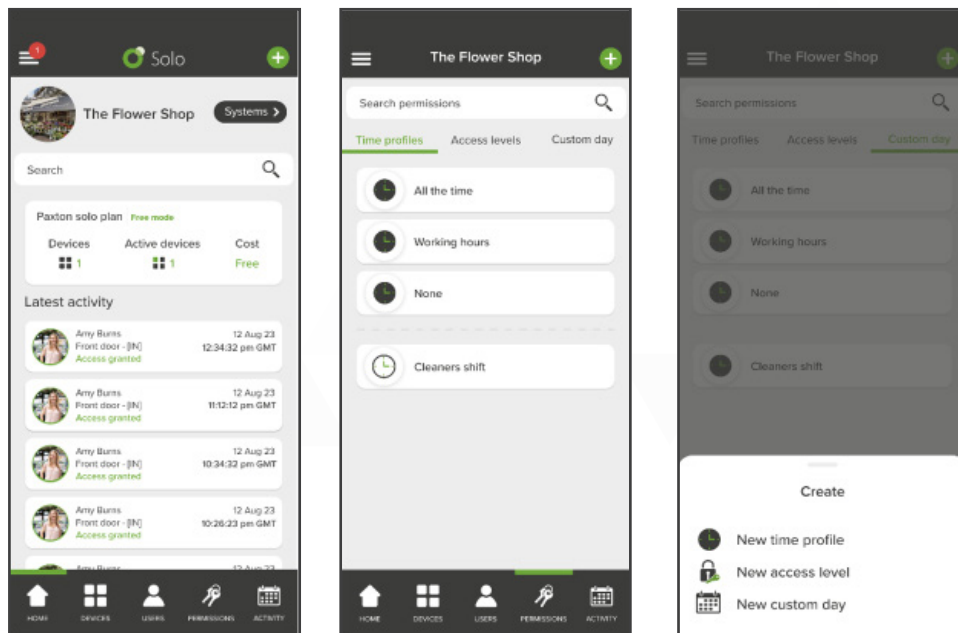 1
Solo
The Flower Shop
Systems
Search
Paxton solo plan Free mode
Devices Active devices Cost
1 1 Free
Latest activity
Amy Burns 12 Aug 23
Front door - [IN] 12:34:32 pm GMT
Access granted
Amy Burns 12 Aug 23
Front door - [IN] 11:12:12 pm GMT
Access granted
Amy Burns 12 Aug 23
Front door - [IN] 10:34:32 pm GMT
Access granted
Amy Burns 12 Aug 23
Front door - [IN] 10:26:23 pm GMT
Access granted
Amy Burns 12 Aug 23
HOME DEVICES USERS PERMISSIONS ACTIVITY
The Flower Shop
Search permissions
Time profiles Access levels Custom day
All the time
Working hours
None
Cleaners shift
HOME DEVICES USERS PERMISSIONS ACTIVITY
The Flower Shop
Search permissions
Time profiles Access levels Custom day
All the time
Working hours
None
Cleaners shift
Create
New time profile
New access level
New custom day